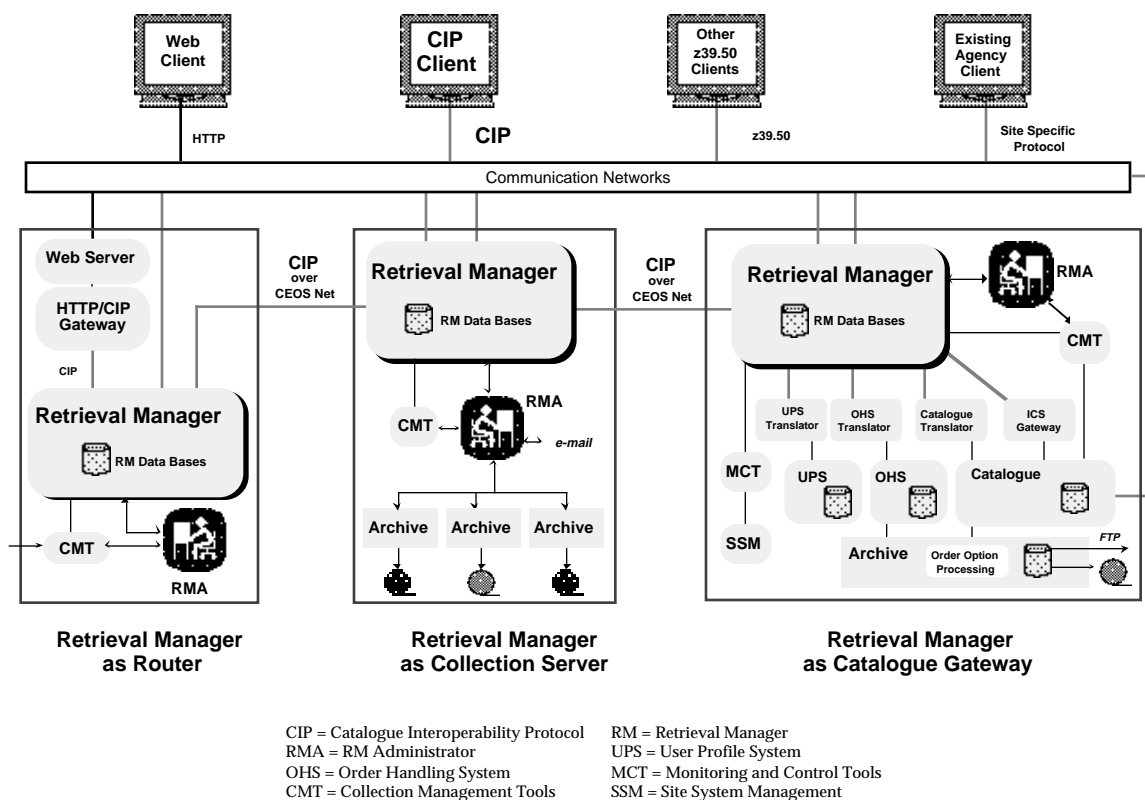 Web
Client
CIP
Client
Other
z39.50
Clients
Existing
Agency
Client
HTTP
CIP
z39.50
Site Specific
Protocol
Communication Networks
Web Server
HTTP/CIP
Gateway
CIP
Retrieval Manager
RM Data Bases
CMT
RMA
CIP
over
CEOS Net
Retrieval Manager
RM Data Bases
CMT
RMA
e-mail
Archive
Archive
Archive
CIP
over
CEOS Net
Retrieval Manager
RM Data Bases
RMA
CMT
UPS
Translator
OHS
Translator
Catalogue
Translator
ICS
Gateway
MCT
UPS
OHS
Catalogue
SSM
Archive
Order Option
Processing
FTP
Retrieval Manager
as Router
Retrieval Manager
as Collection Server
Retrieval Manager
as Catalogue Gateway
CIP = Catalogue Interoperability Protocol
RMA = RM Administrator
OHS = Order Handling System
CMT = Collection Management Tools
RM = Retrieval Manager
UPS = User Profile System
MCT = Monitoring and Control Tools
SSM = Site System Management